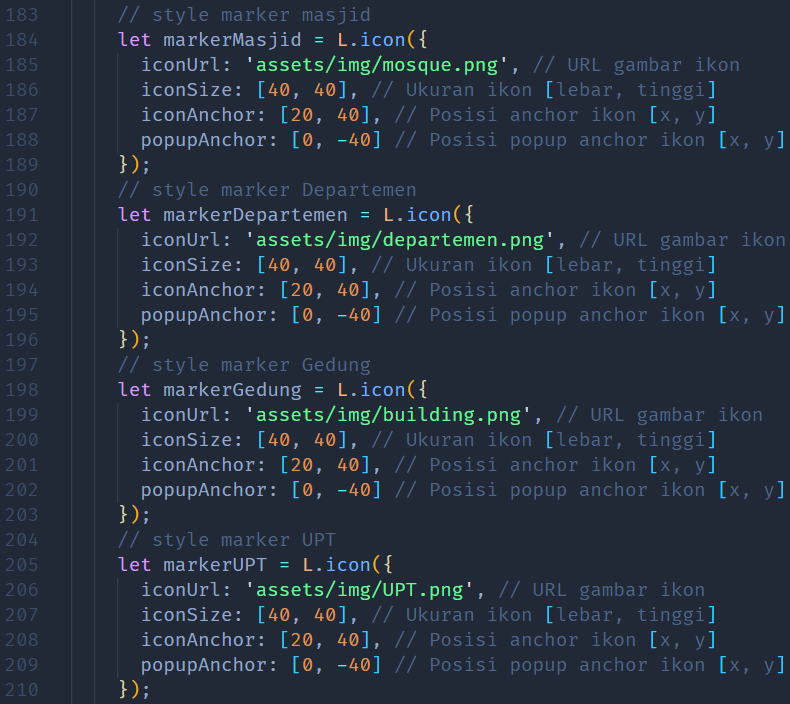 183 // style marker masjid
184 let markerMasjid = L.icon({
185 iconUrl: 'assets/img/mosque.png', // URL gambar ikon
186 iconSize: [40, 40], // Ukuran ikon [lebar, tinggi]
187 iconAnchor: [20, 40], // Posisi anchor ikon [x, y]
188 popupAnchor: [0, -40] // Posisi popup anchor ikon [x, y]
189 });
190 // style marker Departemen
191 let markerDepartemen = L.icon({
192 iconUrl: 'assets/img/departemen.png', // URL gambar ikon
193 iconSize: [40, 40], // Ukuran ikon [lebar, tinggi]
194 iconAnchor: [20, 40], // Posisi anchor ikon [x, y]
195 popupAnchor: [0, -40] // Posisi popup anchor ikon [x, y]
196 });
197 // style marker Gedung
198 let markerGedung = L.icon({
199 iconUrl: 'assets/img/building.png', // URL gambar ikon
200 iconSize: [40, 40], // Ukuran ikon [lebar, tinggi]
201 iconAnchor: [20, 40], // Posisi anchor ikon [x, y]
202 popupAnchor: [0, -40] // Posisi popup anchor ikon [x, y]
203 });
204 // style marker UPT
205 let markerUPT = L.icon({
206 iconUrl: 'assets/img/UPT.png', // URL gambar ikon
207 iconSize: [40, 40], // Ukuran ikon [lebar, tinggi]
208 iconAnchor: [20, 40], // Posisi anchor ikon [x, y]
209 popupAnchor: [0, -40] // Posisi popup anchor ikon [x, y]
210 });